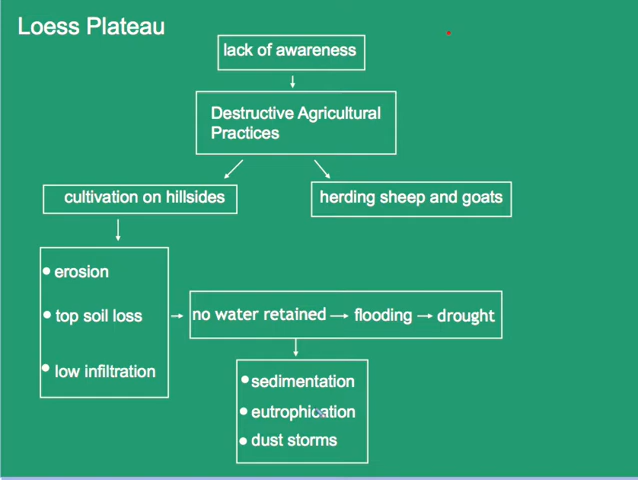 Loess Plateau
lack of awareness
Destructive Agricultural
Practices
cultivation on hillsides
herding sheep and goats
• erosion
• top soil loss
• low infiltration
no water retained → flooding → drought
• sedimentation
• eutrophication
• dust storms